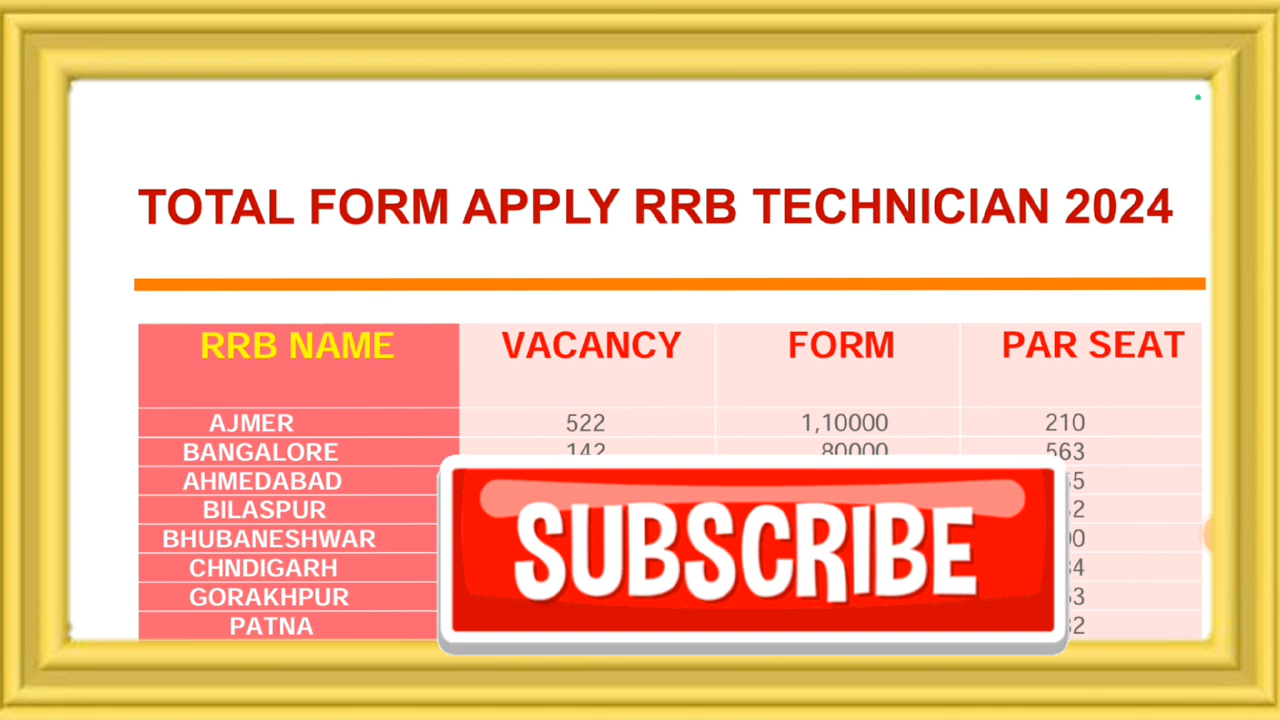 TOTAL FORM APPLY RRB TECHNICIAN 2024
RRB NAME VACANCY FORM PAR SEAT
AJMER 522 1,10000 210
BANGALORE 142 80000 563
AHMEDABAD
BILASPUR
BHUBANESHWAR
CHNDIGARH
GORAKHPUR
PATNA
SUBSCRIBE